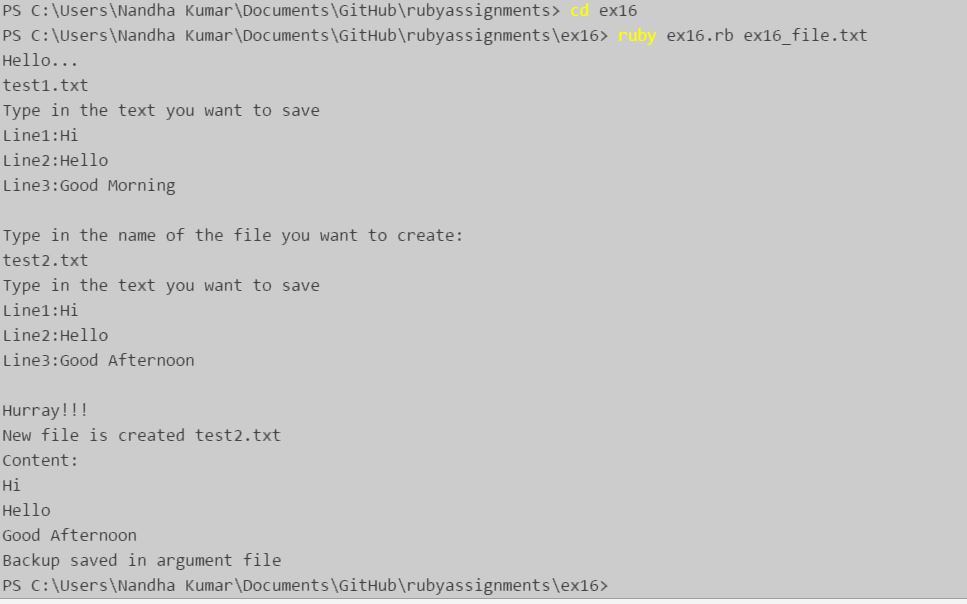 PS C:\Users\Nandha Kumar\Documents\GitHub\rubyassignments> cd ex16
PS C:\Users\Nandha Kumar\Documents\GitHub\rubyassignments\ex16> ruby ex16.rb ex16_file.txt
Hello...
test1.txt
Type in the text you want to save
Line1:Hi
Line2:Hello
Line3:Good Morning

Type in the name of the file you want to create:
test2.txt
Type in the text you want to save
Line1:Hi
Line2:Hello
Line3:Good Afternoon

Hurray!!!
New file is created test2.txt
Content:
Hi
Hello
Good Afternoon
Backup saved in argument file
PS C:\Users\Nandha Kumar\Documents\GitHub\rubyassignments\ex16>